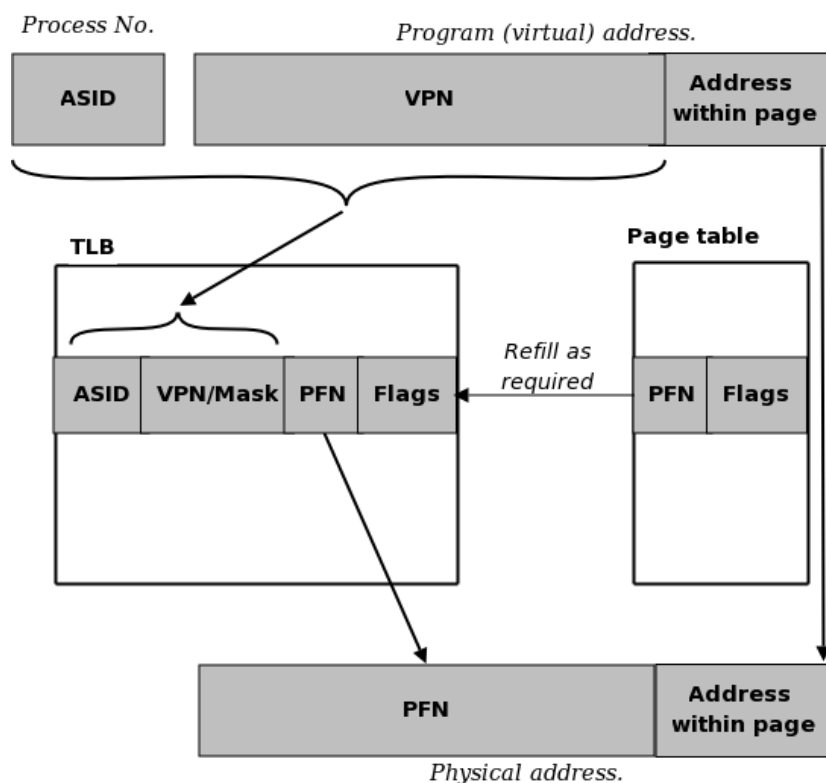 Process No.
Program (virtual) address.
ASID
VPN
Address
within page
TLB
Page table
Refill as
required
ASID
VPN/Mask
PFN
Flags
PFN
Flags
PFN
Address
within page
Physical address.